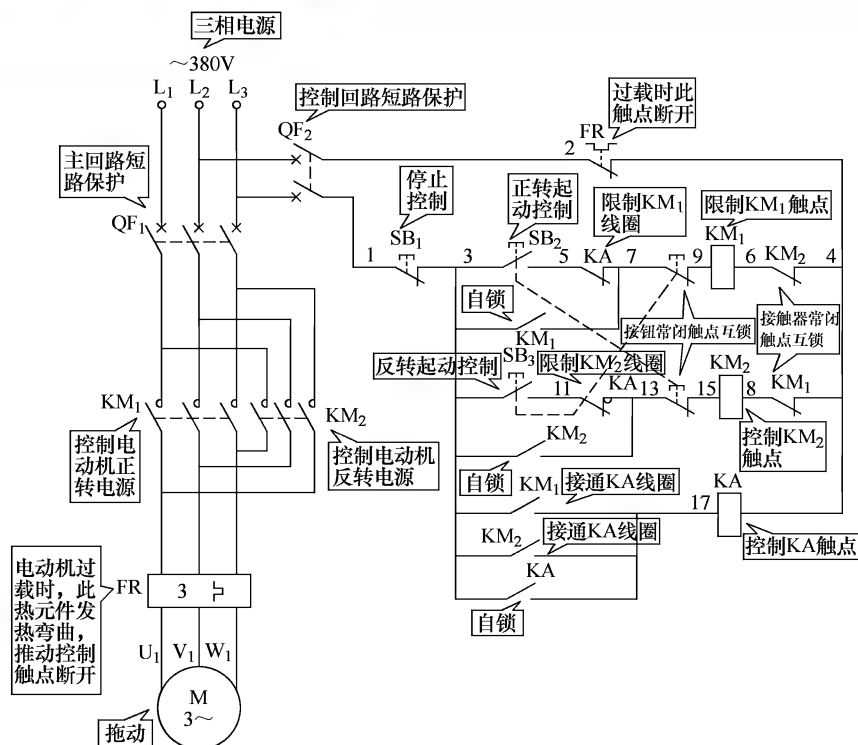 三相电源
～380V
L1 L2 L3
控制回路短路保护
过载时此
触点断开
QF2
2
FR
主回路短
路保护
停止
控制
正转起
动控制
限制KM1
线圈
限制KM1触点
QF1
1
SB1
3
SB2
5
KA
7
9
KM1
6
KM2
4
自锁
KM1
按钮常闭触点互锁
接触器常闭
触点互锁
反转起动控制
SB3
限制KM2线圈
KM2
11
KA
13
15
8
KM1
KM1
KM2
控制电
动机正
转电源
控制电动机
反转电源
KM2
控制KM2
触点
自锁
KM1
接通KA线圈
17
KA
KM2
接通KA线圈
控制KA触点
KA
自锁
电动机过
载时，此
热元件发
热弯曲，
推动控制
触点断开
FR
3
U1 V1 W1
M
3～
拖动